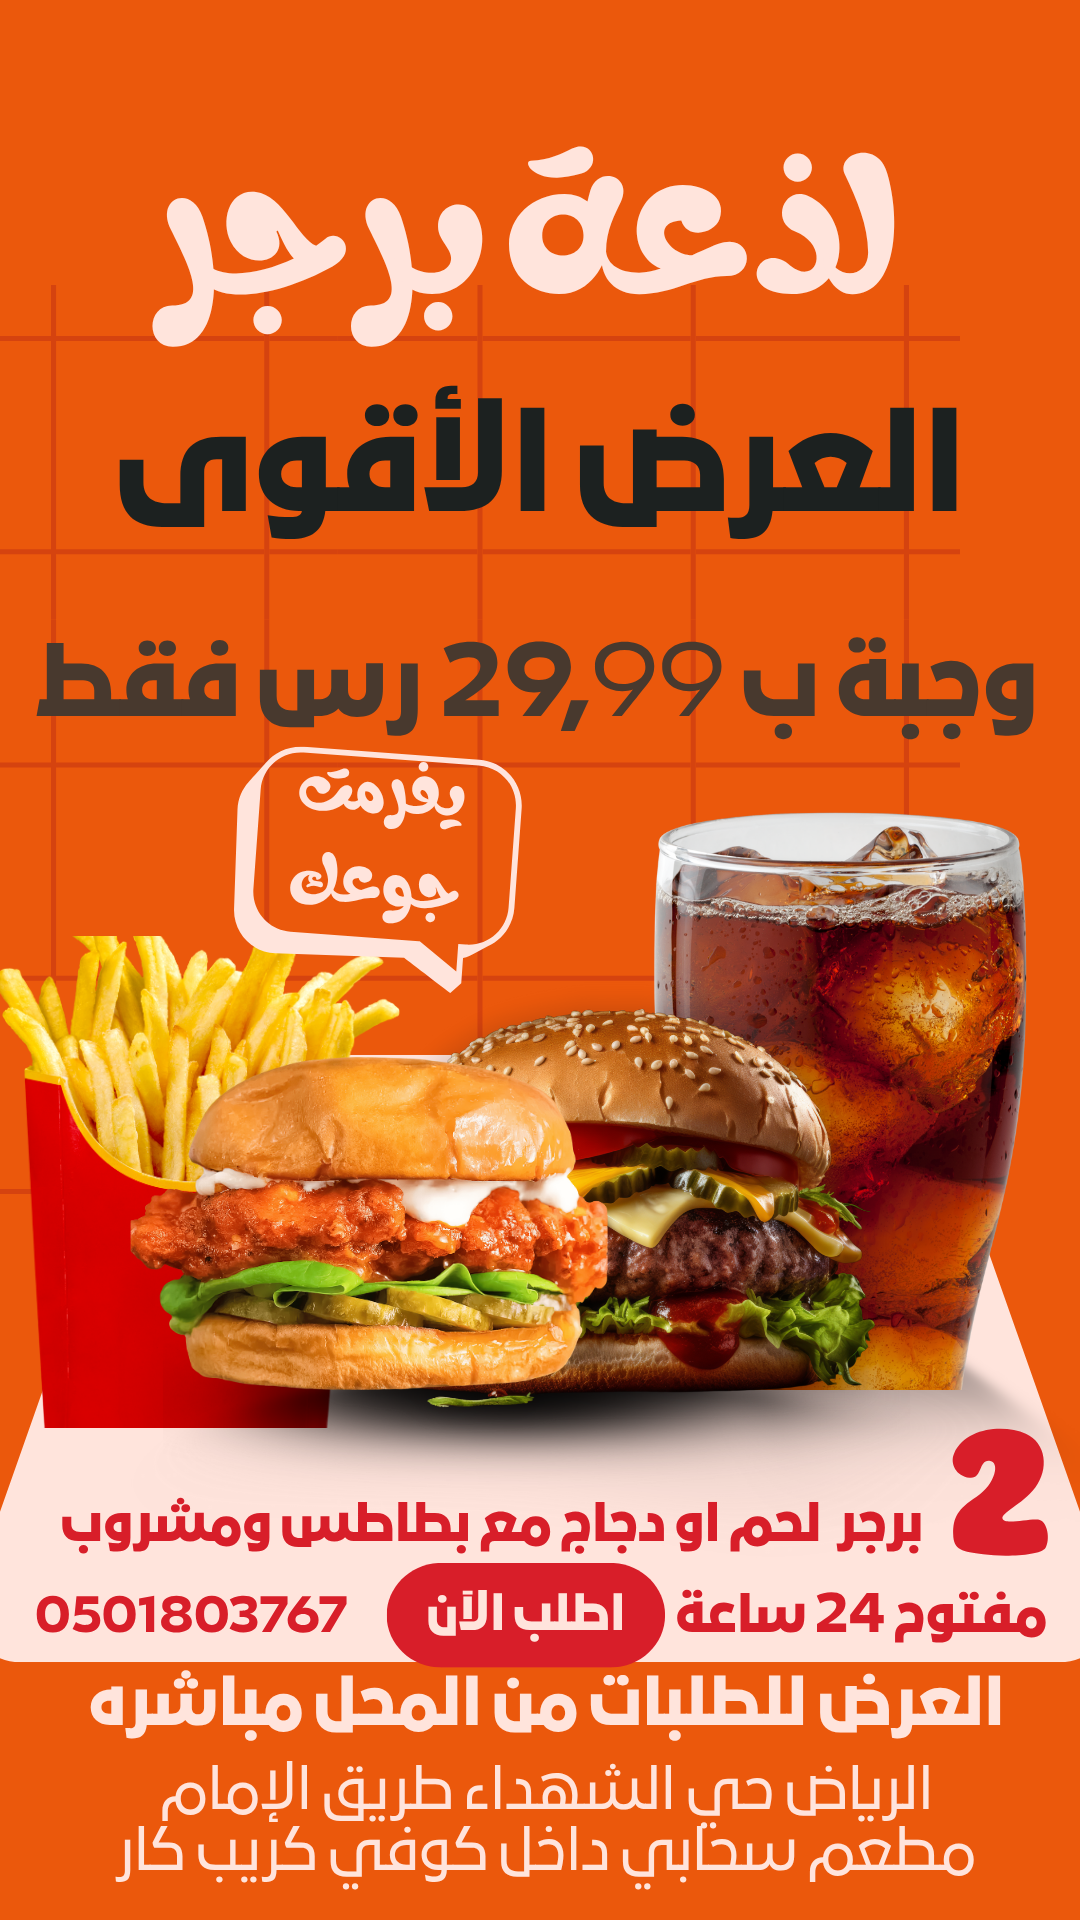 لذعة برجر
العرض الأقوى
وجبة ب 29,99 رس فقط
يفرمت
جوعك
2 برجر لحم او دجاج مع بطاطس ومشروب
مفتوح 24 ساعة
اطلب الآن
0501803767
العرض للطلبات من المحل مباشره
الرياض حي الشهداء طريق الإمام
مطعم سحابي داخل كوفي كريب كار